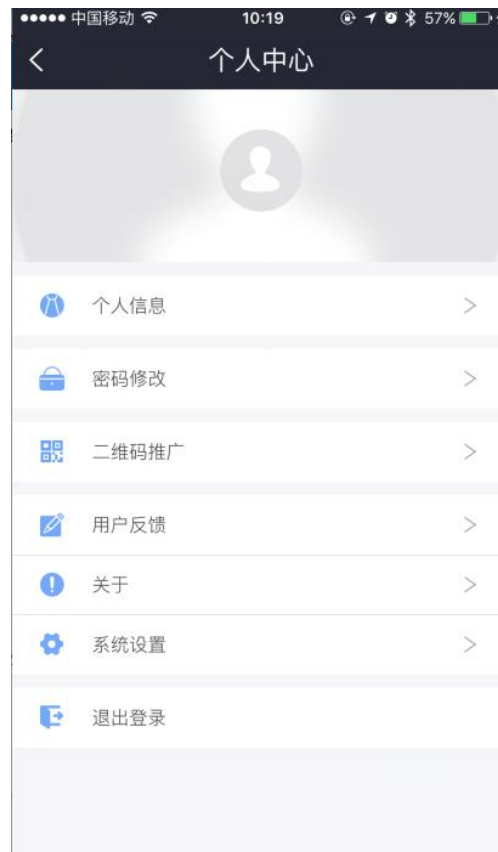 中国移动 10:19 57%
个人中心
个人信息
密码修改
二维码推广
用户反馈
关于
系统设置
退出登录